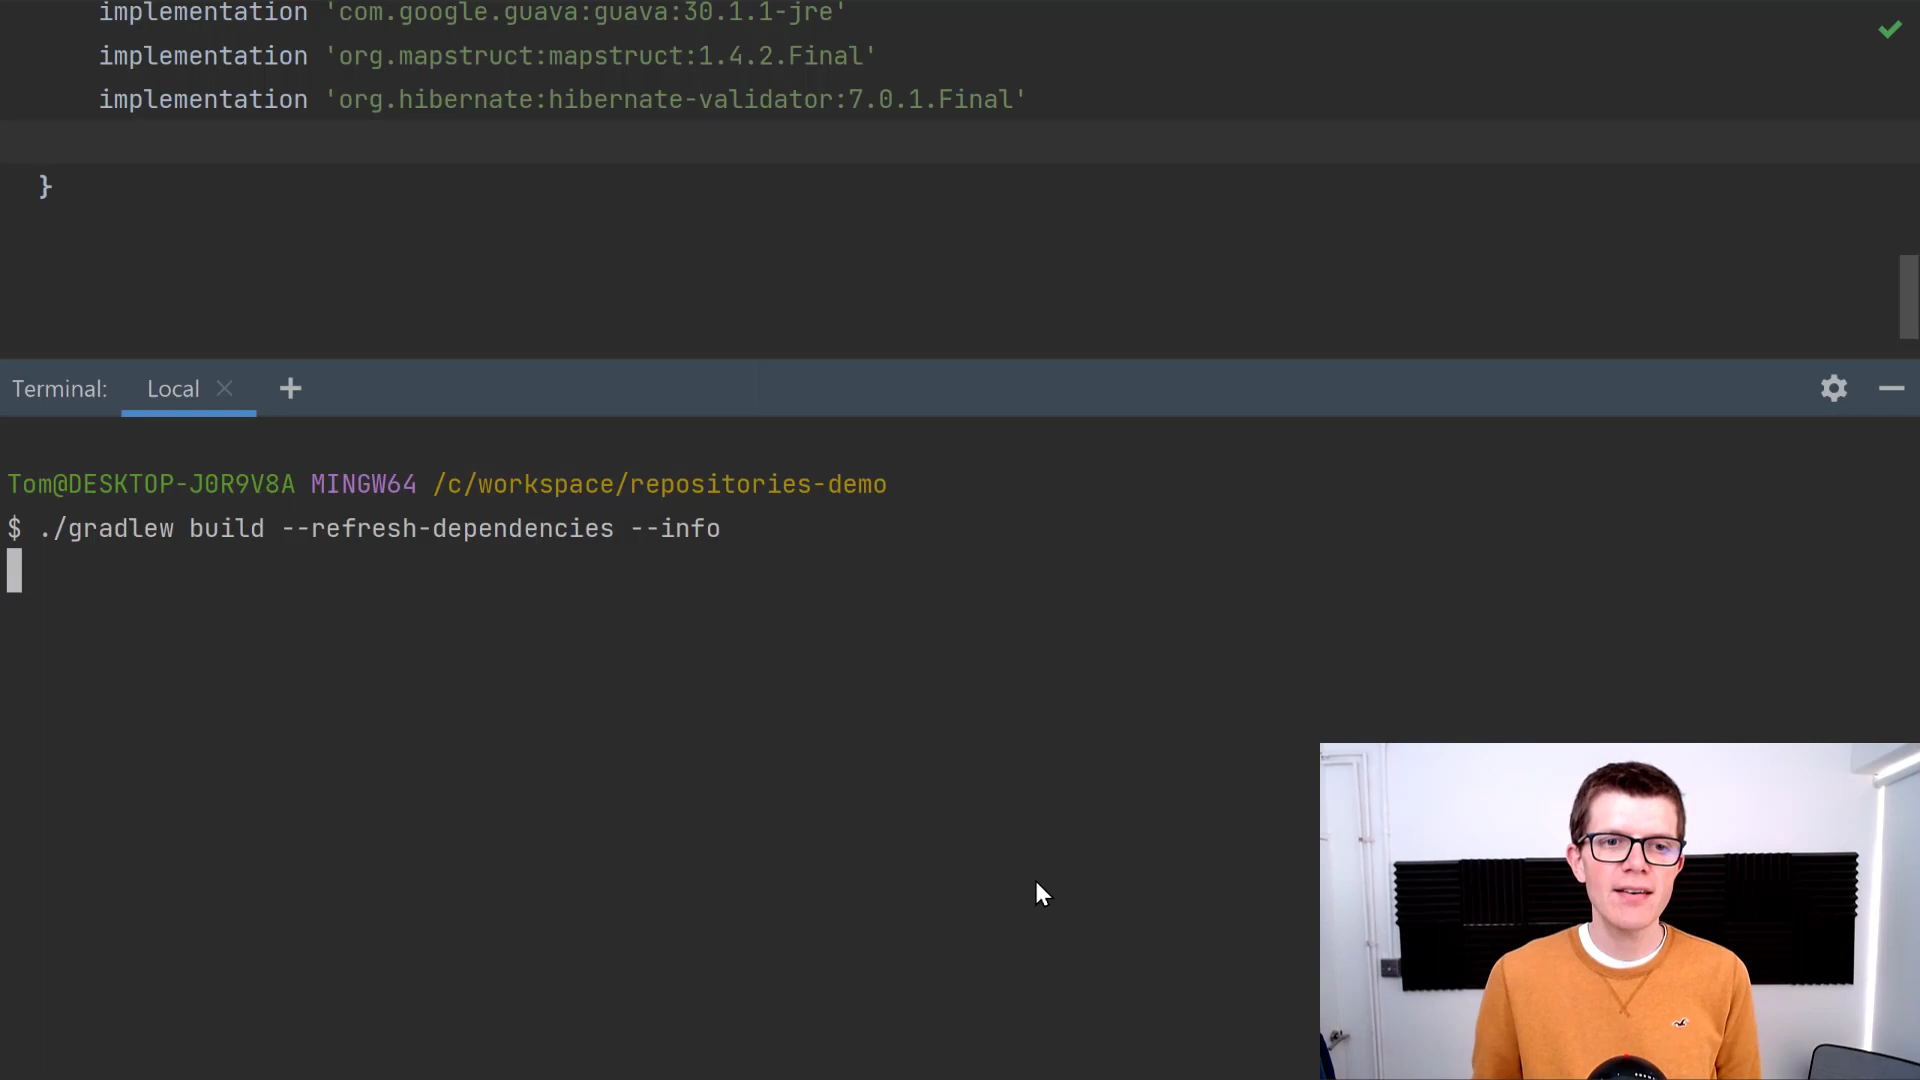 implementation 'com.google.guava:guava:30.1.1-jre'
implementation 'org.mapstruct:mapstruct:1.4.2.Final'
implementation 'org.hibernate:hibernate-validator:7.0.1.Final'
}
Terminal: Local
Tom@DESKTOP-J0R9V8A MINGW64 /c/workspace/repositories-demo
$ ./gradlew build --refresh-dependencies --info